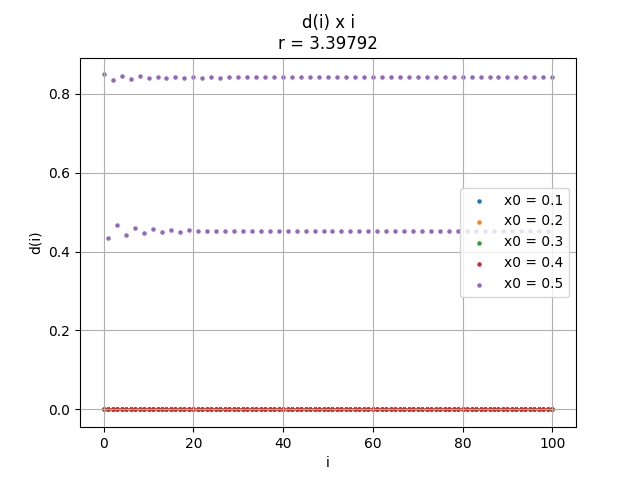 d(i) x i
r = 3.39792
d(i)
0.8
0.6
0.4
0.2
0.0
x0 = 0.1
x0 = 0.2
x0 = 0.3
x0 = 0.4
x0 = 0.5
0
20
40
60
80
100
i